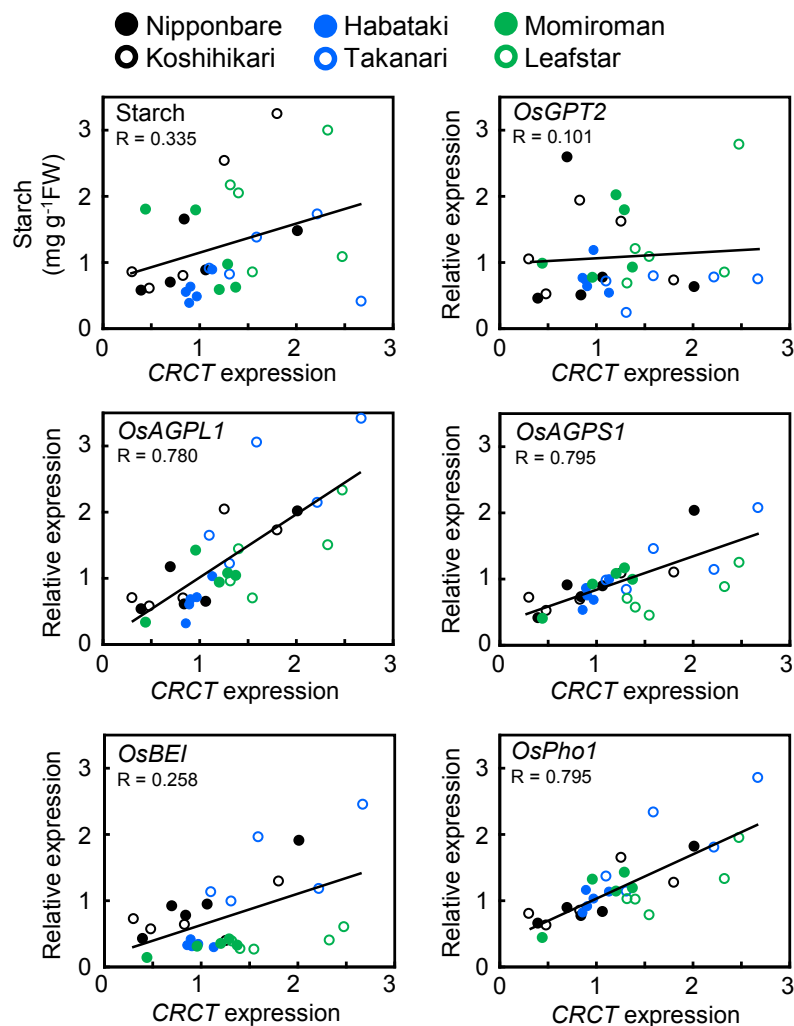 Nipponbare Habataki Momiroman
Koshihikari Takanari Leafstar
Starch
R = 0.335
Starch
(mg g⁻¹FW)
3
2
1
0
0 1 2 3
CRCT expression
OsGPT2
R = 0.101
Relative expression
3
2
1
0
0 1 2 3
CRCT expression
OsAGPL1
R = 0.780
Relative expression
3
2
1
0
0 1 2 3
CRCT expression
OsAGPS1
R = 0.795
Relative expression
3
2
1
0
0 1 2 3
CRCT expression
OsBEI
R = 0.258
Relative expression
3
2
1
0
0 1 2 3
CRCT expression
OsPho1
R = 0.795
Relative expression
3
2
1
0
0 1 2 3
CRCT expression